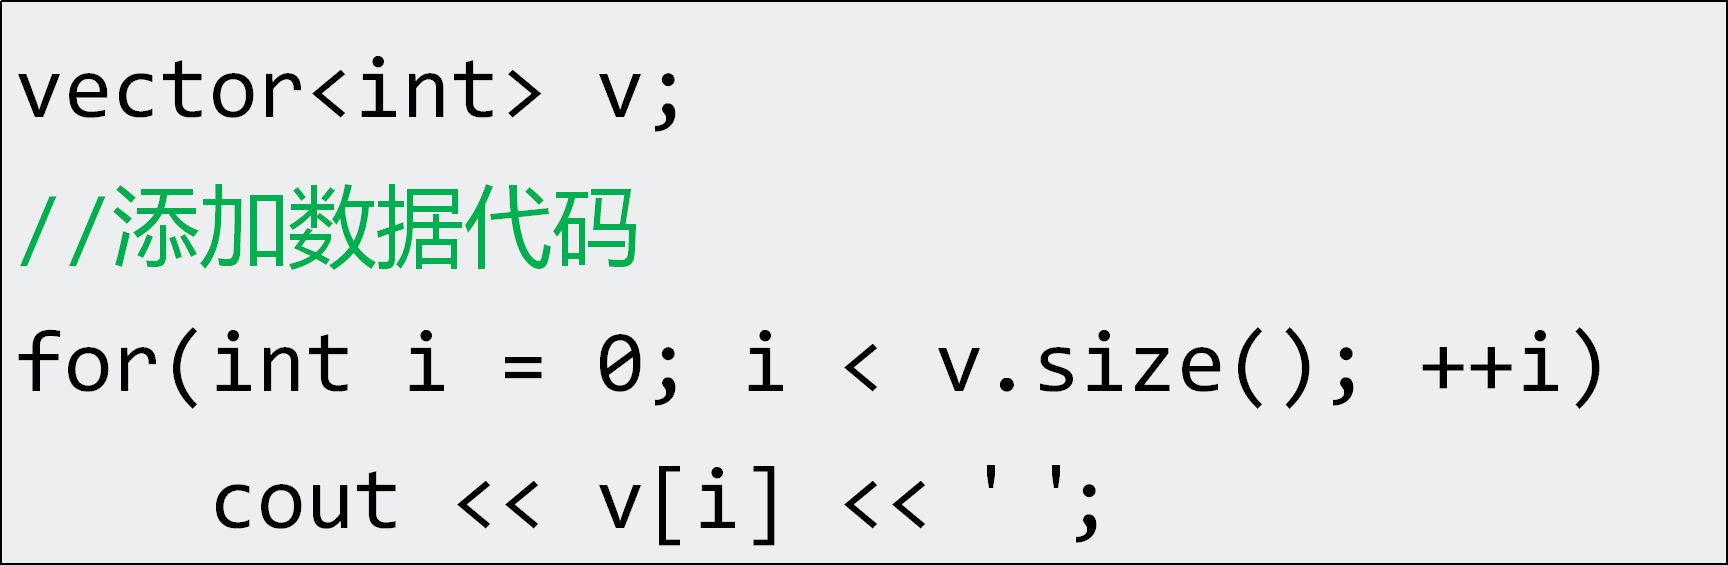 vector<int> v;
//添加数据代码
for(int i = 0; i < v.size(); ++i)
    cout << v[i] << ' ';